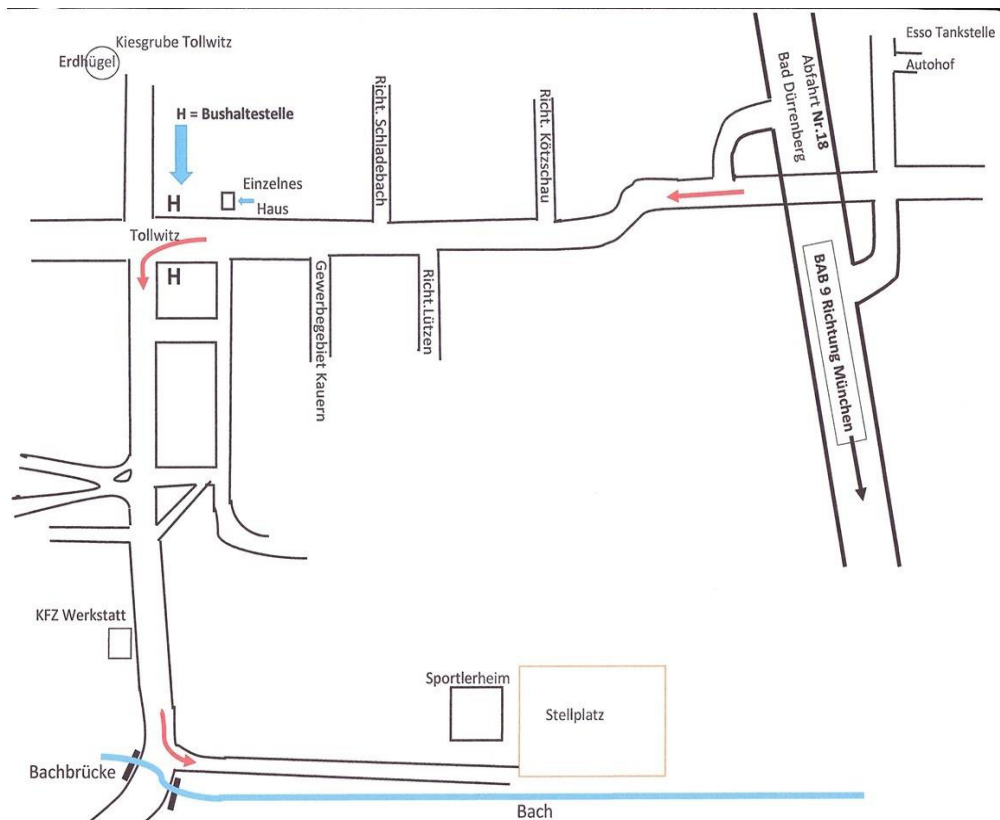 Kiesgrube Tollwitz
Erdhügel
H = Bushaltestelle
Richt. Schladebach
Richt. Kötzschau
Abfahrt Nr.18
Bad Dürrenberg
Esso Tankstelle
Autohof
H
Einzelnes
Haus
Tollwitz
H
Gewerbegebiet Kauern
Richt.Lützen
BAB 9 Richtung München
KFZ Werkstatt
Sportlerheim
Stellplatz
Bachbrücke
Bach